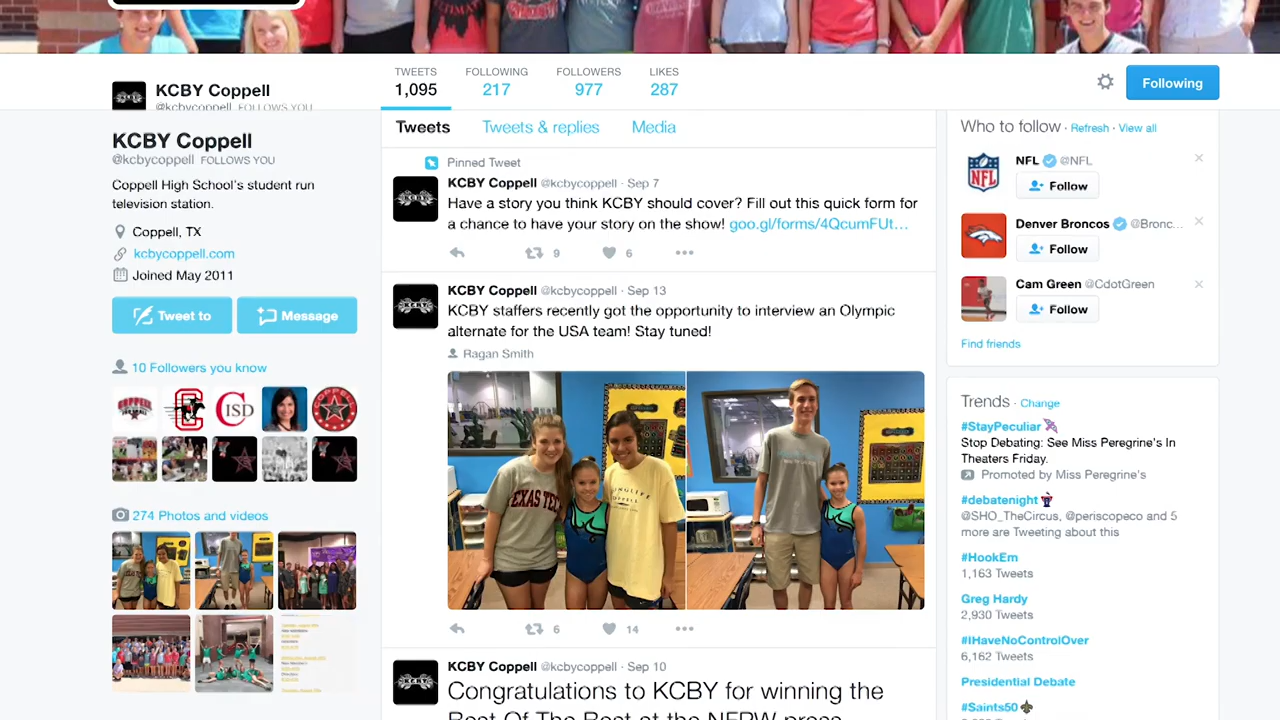 TWEETS
1,095
FOLLOWING
217
FOLLOWERS
977
LIKES
287
Following
KCBY Coppell
@kcbycoppell FOLLOWS YOU
KCBY Coppell
@kcbycoppell FOLLOWS YOU
Coppell High School's student run
television station.
Coppell, TX
kcbycoppell.com
Joined May 2011
Tweet to
Message
10 Followers you know
274 Photos and videos
Tweets
Tweets & replies
Media
Pinned Tweet
KCBY Coppell @kcbycoppell · Sep 7
Have a story you think KCBY should cover? Fill out this quick form for
a chance to have your story on the show! goo.gl/forms/4QcumFUt…
9
6
KCBY Coppell @kcbycoppell · Sep 13
KCBY staffers recently got the opportunity to interview an Olympic
alternate for the USA team! Stay tuned!
Ragan Smith
TEXAS TECH
6
14
KCBY Coppell @kcbycoppell · Sep 10
Congratulations to KCBY for winning the
Best Of The Best at the NFPW press
Who to follow · Refresh · View all
NFL @NFL
Follow
Denver Broncos @Bronc...
Follow
Cam Green @CdotGreen
Follow
Find friends
Trends · Change
#StayPeculiar
Stop Debating: See Miss Peregrine's In
Theaters Friday.
Promoted by Miss Peregrine's
#debatenight
@SHO_TheCircus, @periscopeco and 5
more are Tweeting about this
#HookEm
1,163 Tweets
Greg Hardy
2,930 Tweets
#IHaveNoControlOver
6,162 Tweets
Presidential Debate
#Saints50